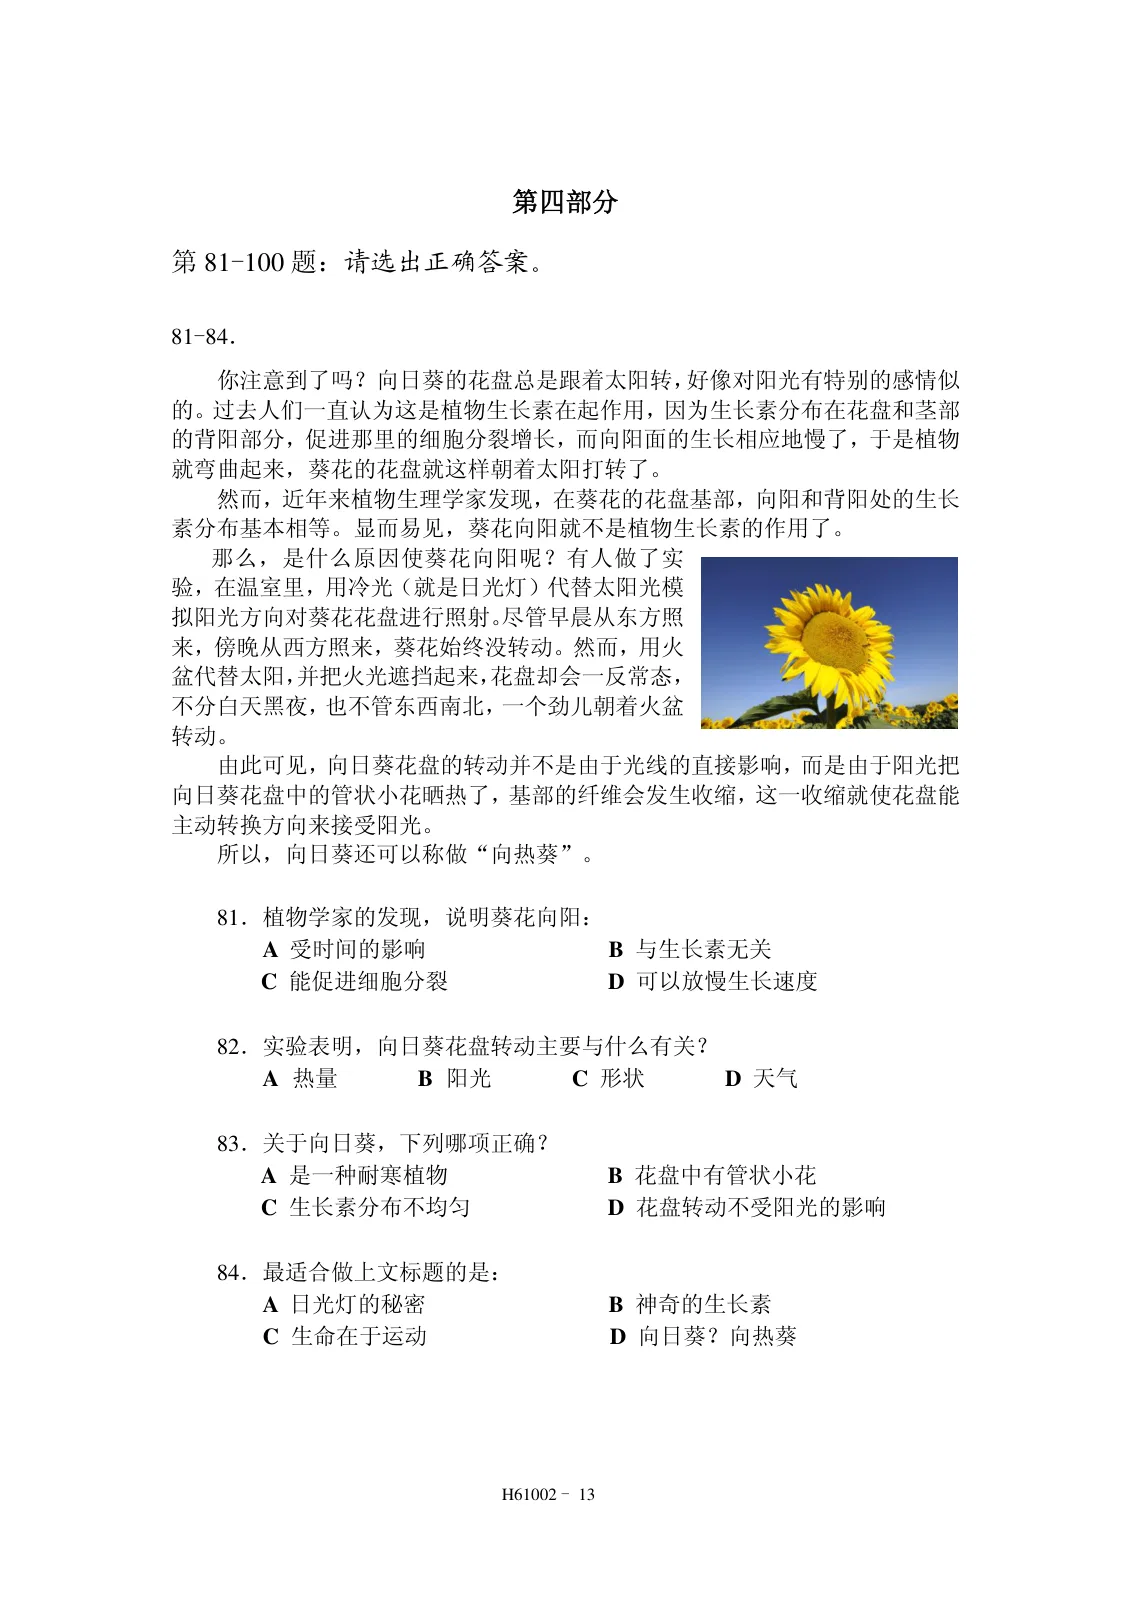 第四部分
第 81-100 题：请选出正确答案。
81-84．
你注意到了吗？向日葵的花盘总是跟着太阳转，好像对阳光有特别的感情似
的。过去人们一直认为这是植物生长素在起作用，因为生长素分布在花盘和茎部
的背阳部分，促进那里的细胞分裂增长，而向阳面的生长相应地慢了，于是植物
就弯曲起来，葵花的花盘就这样朝着太阳打转了。
然而，近年来植物生理学家发现，在葵花的花盘基部，向阳和背阳处的生长
素分布基本相等。显而易见，葵花向阳就不是植物生长素的作用了。
那么，是什么原因使葵花向阳呢？有人做了实
验，在温室里，用冷光（就是日光灯）代替太阳光模
拟阳光方向对葵花花盘进行照射。尽管早晨从东方照
来，傍晚从西方照来，葵花始终没转动。然而，用火
盆代替太阳，并把火光遮挡起来，花盘却会一反常态，
不分白天黑夜，也不管东西南北，一个劲儿朝着火盆
转动。
由此可见，向日葵花盘的转动并不是由于光线的直接影响，而是由于阳光把
向日葵花盘中的管状小花晒热了，基部的纤维会发生收缩，这一收缩就使花盘能
主动转换方向来接受阳光。
所以，向日葵还可以称做“向热葵”。
81．植物学家的发现，说明葵花向阳：
A 受时间的影响 B 与生长素无关
C 能促进细胞分裂 D 可以放慢生长速度
82．实验表明，向日葵花盘转动主要与什么有关？
A 热量 B 阳光 C 形状 D 天气
83．关于向日葵，下列哪项正确？
A 是一种耐寒植物 B 花盘中有管状小花
C 生长素分布不均匀 D 花盘转动不受阳光的影响
84．最适合做上文标题的是：
A 日光灯的秘密 B 神奇的生长素
C 生命在于运动 D 向日葵？向热葵
H61002 - 13